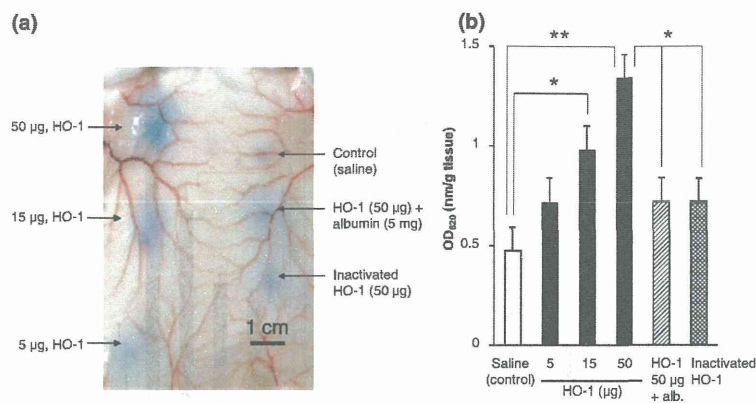 (a)
50 µg, HO-1
15 µg, HO-1
5 µg, HO-1
Control
(saline)
HO-1 (50 µg) +
albumin (5 mg)
Inactivated
HO-1 (50 µg)
1 cm
(b)
**
*
*
1.5
1
0.5
0
OD620 (nm/g tissue)
Saline
(control)
5
15
50
HO-1 (µg)
HO-1
50 µg
+ alb.
Inactivated
HO-1